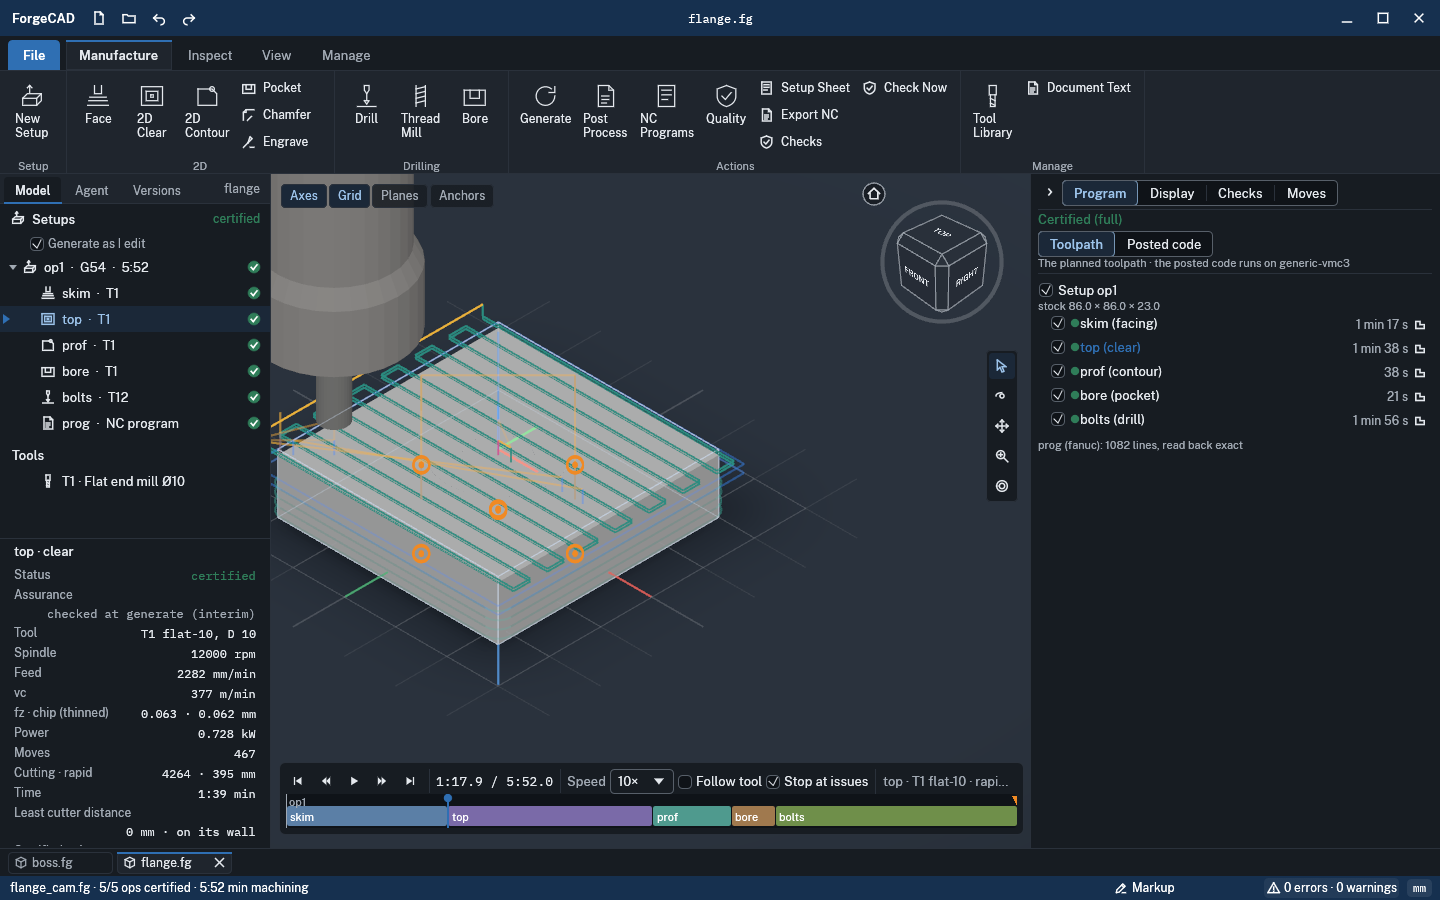 ForgeCAD
flange.fg
File
Manufacture
Inspect
View
Manage
New Setup
Setup
Face
2D Clear
2D Contour
Pocket
Chamfer
Engrave
2D
Drill
Thread Mill
Bore
Drilling
Generate
Post Process
NC Programs
Quality
Setup Sheet
Export NC
Checks
Check Now
Actions
Tool Library
Document Text
Manage
Model
Agent
Versions
flange
Setups
certified
Generate as I edit
op1 · G54 · 5:52
skim · T1
top · T1
prof · T1
bore · T1
bolts · T12
prog · NC program
Tools
T1 · Flat end mill Ø10
top · clear
Status certified
Assurance
checked at generate (interim)
Tool T1 flat-10, D 10
Spindle 12000 rpm
Feed 2282 mm/min
vc 377 m/min
fz · chip (thinned) 0.063 · 0.062 mm
Power 0.728 kW
Moves 467
Cutting · rapid 4264 · 395 mm
Time 1:39 min
Least cutter distance
0 mm · on its wall
Axes
Grid
Planes
Anchors
TOP
FRONT
RIGHT
1:17.9 / 5:52.0
Speed
10×
Follow tool
Stop at issues
top · T1 flat-10 · rapi...
op1
skim
top
prof
bore
bolts
Program
Display
Checks
Moves
Certified (full)
Toolpath
Posted code
The planned toolpath · the posted code runs on generic-vmc3
Setup op1
stock 86.0 × 86.0 × 23.0
skim (facing) 1 min 17 s
top (clear) 1 min 38 s
prof (contour) 38 s
bore (pocket) 21 s
bolts (drill) 1 min 56 s
prog (fanuc): 1082 lines, read back exact
boss.fg
flange.fg
flange_cam.fg · 5/5 ops certified · 5:52 min machining
Markup
0 errors · 0 warnings
mm